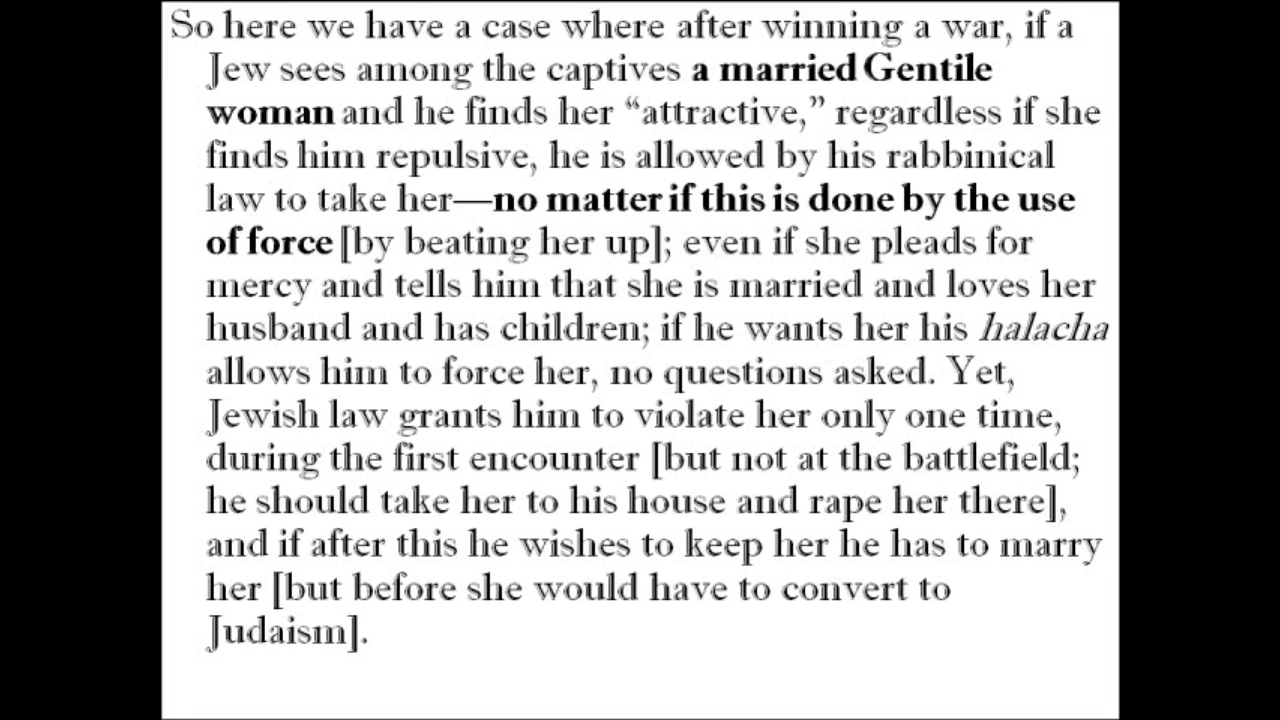 So here we have a case where after winning a war, if a
Jew sees among the captives a married Gentile
woman and he finds her “attractive,” regardless if she
finds him repulsive, he is allowed by his rabbinical
law to take her—no matter if this is done by the use
of force [by beating her up]; even if she pleads for
mercy and tells him that she is married and loves her
husband and has children; if he wants her his halacha
allows him to force her, no questions asked. Yet,
Jewish law grants him to violate her only one time,
during the first encounter [but not at the battlefield;
he should take her to his house and rape her there],
and if after this he wishes to keep her he has to marry
her [but before she would have to convert to
Judaism].